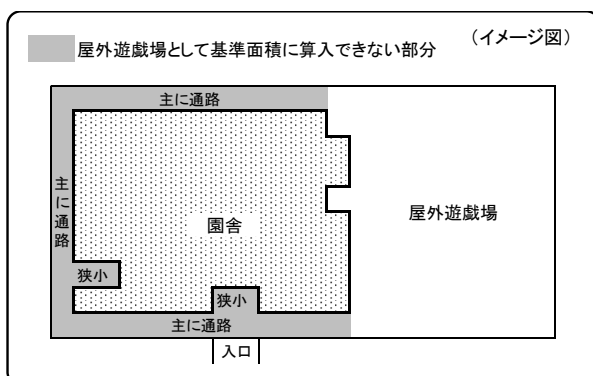 （イメージ図）
屋外遊戯場として基準面積に算入できない部分
主に通路
主に通路
園舎
屋外遊戯場
狭小
狭小
主に通路
入口